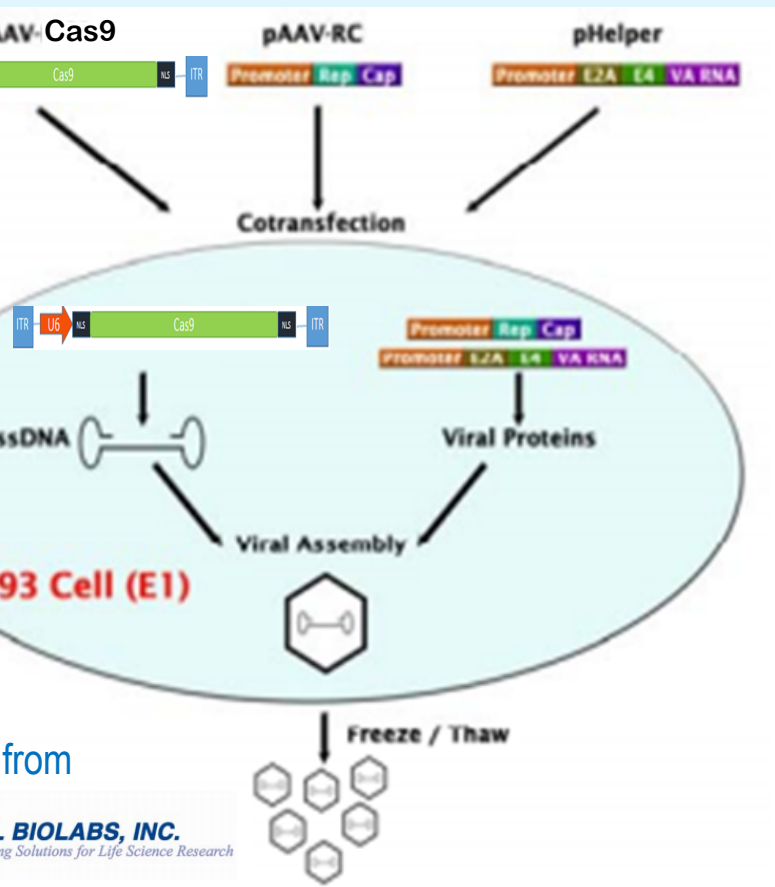 AAV-Cas9 pAAV-RC pHelper
Cas9 NLS ITR Promoter Rep Cap Promoter E2A E4 VA RNA
Cotransfection
ITR U6 NLS Cas9 NLS ITR
Promoter Rep Cap
Promoter E2A E4 VA RNA
ssDNA
Viral Proteins
Viral Assembly
93 Cell (E1)
Freeze / Thaw
from
L BIOLABS, INC.
ng Solutions for Life Science Research